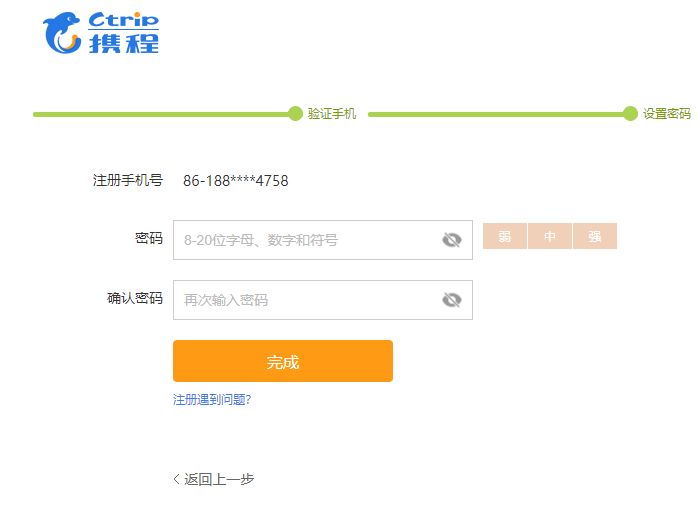 Ctrip
携程
验证手机 设置密码
注册手机号 86-188****4758
密码 8-20位字母、数字和符号 弱 中 强
确认密码 再次输入密码
完成
注册遇到问题?
返回上一步